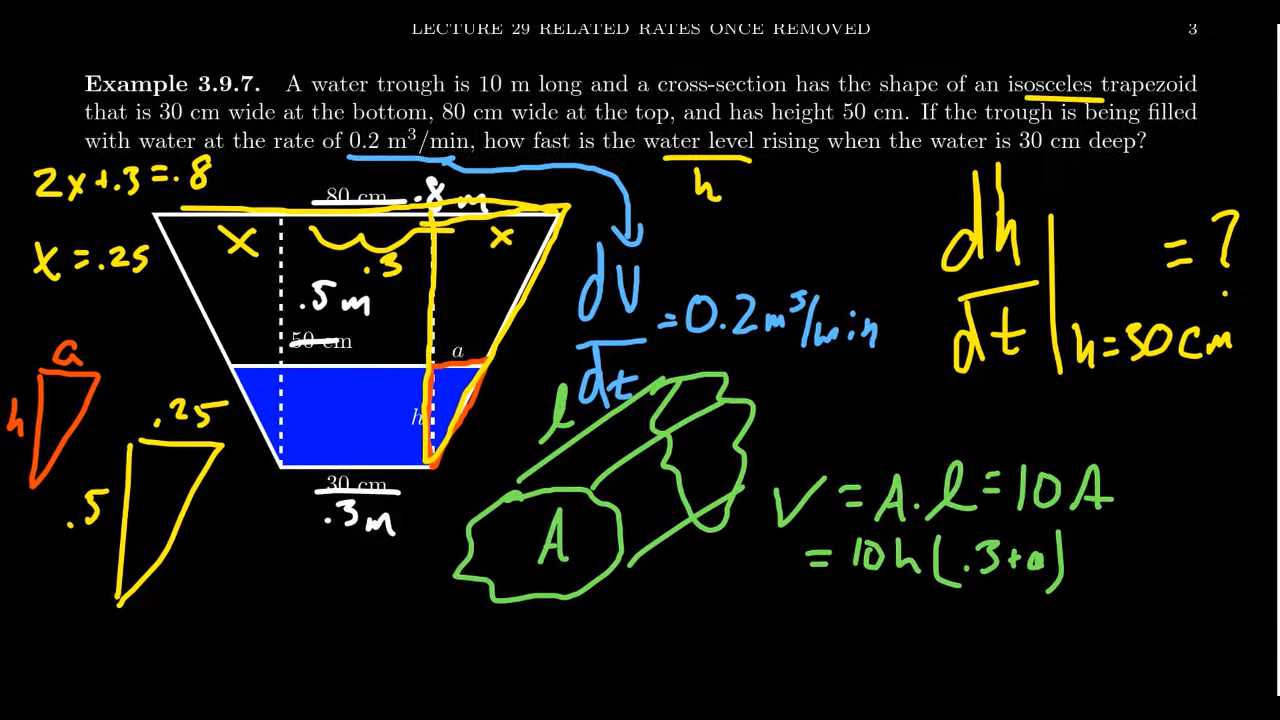 LECTURE 29 RELATED RATES ONCE REMOVED 3
Example 3.9.7. A water trough is 10 m long and a cross-section has the shape of an isosceles trapezoid
that is 30 cm wide at the bottom, 80 cm wide at the top, and has height 50 cm. If the trough is being filled
with water at the rate of 0.2 m³/min, how fast is the water level rising when the water is 30 cm deep?
2x+.3=.8
80 cm .8 m
h
x = .25
x
.3
x
.5 m
50 cm
a
h
30 cm
.3 m
a
h
.25
.5
dV/dt = 0.2 m³/min
dh/dt | h=30cm = ?
l
A
V = A. l = 10 A
= 10h(.3+a)